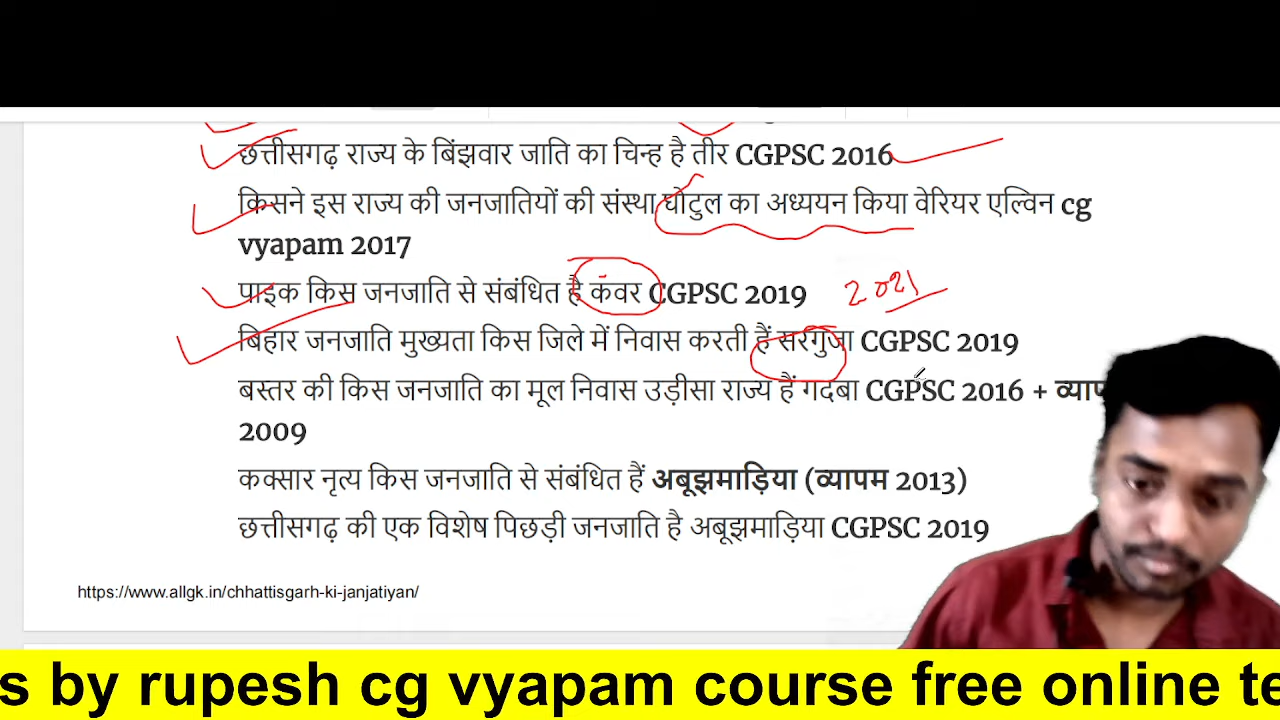 छत्तीसगढ़ राज्य के बिंझवार जाति का चिन्ह है तीर CGPSC 2016
किसने इस राज्य की जनजातियों की संस्था घोटुल का अध्ययन किया वेरियर एल्विन cg
vyapam 2017
पाइक किस जनजाति से संबंधित है कंवर CGPSC 2019 2021
बिहार जनजाति मुख्यता किस जिले में निवास करती हैं सरगुजा CGPSC 2019
बस्तर की किस जनजाति का मूल निवास उड़ीसा राज्य हैं गदबा CGPSC 2016 +
2009
कक्सार नृत्य किस जनजाति से संबंधित हैं अबूझमाड़िया (व्यापम 2013)
छत्तीसगढ़ की एक विशेष पिछड़ी जनजाति है अबूझमाड़िया CGPSC 2019
https://www.allgk.in/chhattisgarh-ki-janjatiyan/
s by rupesh cg vyapam course free online te